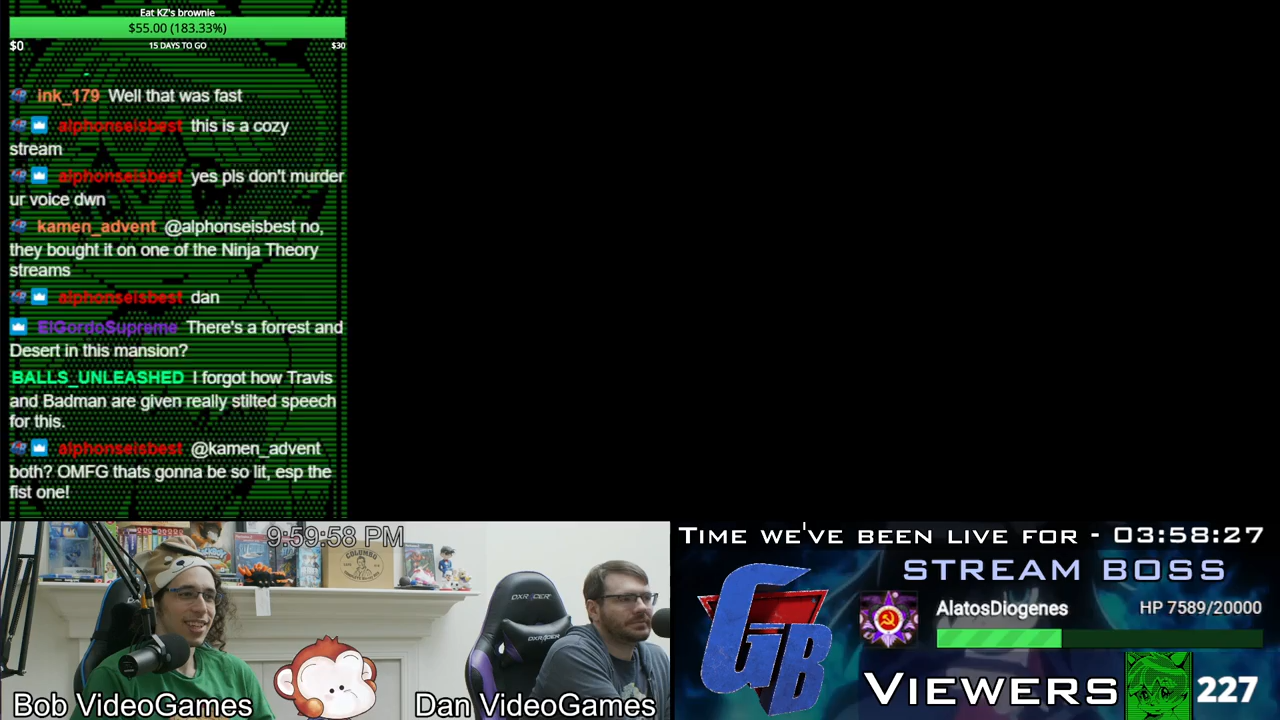 Eat KZ's brownie
$55.00 (183.33%)
$0 15 DAYS TO GO $30
ink_179 Well that was fast
alphonseisbest this is a cozy
stream
alphonseisbest yes pls don't murder
ur voice dwn
kamen_advent @alphonseisbest no,
they bought it on one of the Ninja Theory
streams
alphonseisbest dan
ElGordoSupreme There's a forrest and
Desert in this mansion?
BALLS_UNLEASHED I forgot how Travis
and Badman are given really stilted speech
for this.
alphonseisbest @kamen_advent
both? OMFG thats gonna be so lit, esp the
fist one!
9:59:58 PM
COLUMBO
DXRACER
DXRACER
Bob VideoGames
Dan VideoGames
TIME WE'VE BEEN LIVE FOR - 03:58:27
STREAM BOSS
AlatosDiogenes HP 7589/20000
GB
VIEWERS 227